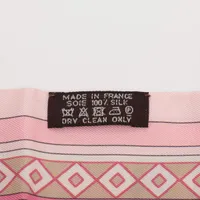 MADE IN FRANCE
SOIE 100% SILK
DRY CLEAN ONLY